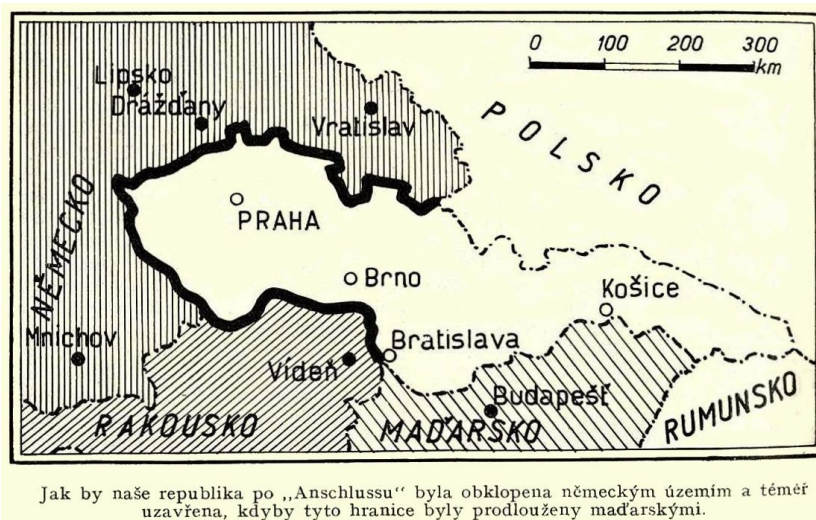 0 100 200 300
km
Lipsko
Drážďany
Vratislav
POLSKO
NĚMECKO
PRAHA
Brno
Košice
Mnichov
Bratislava
Vídeň
Budapešť
RAKOUSKO
MAĎARSKO
RUMUNSKO
Jak by naše republika po „Anschlussu“ byla obklopena německým územím a téměř
uzavřena, kdyby tyto hranice byly prodlouženy maďarskými.